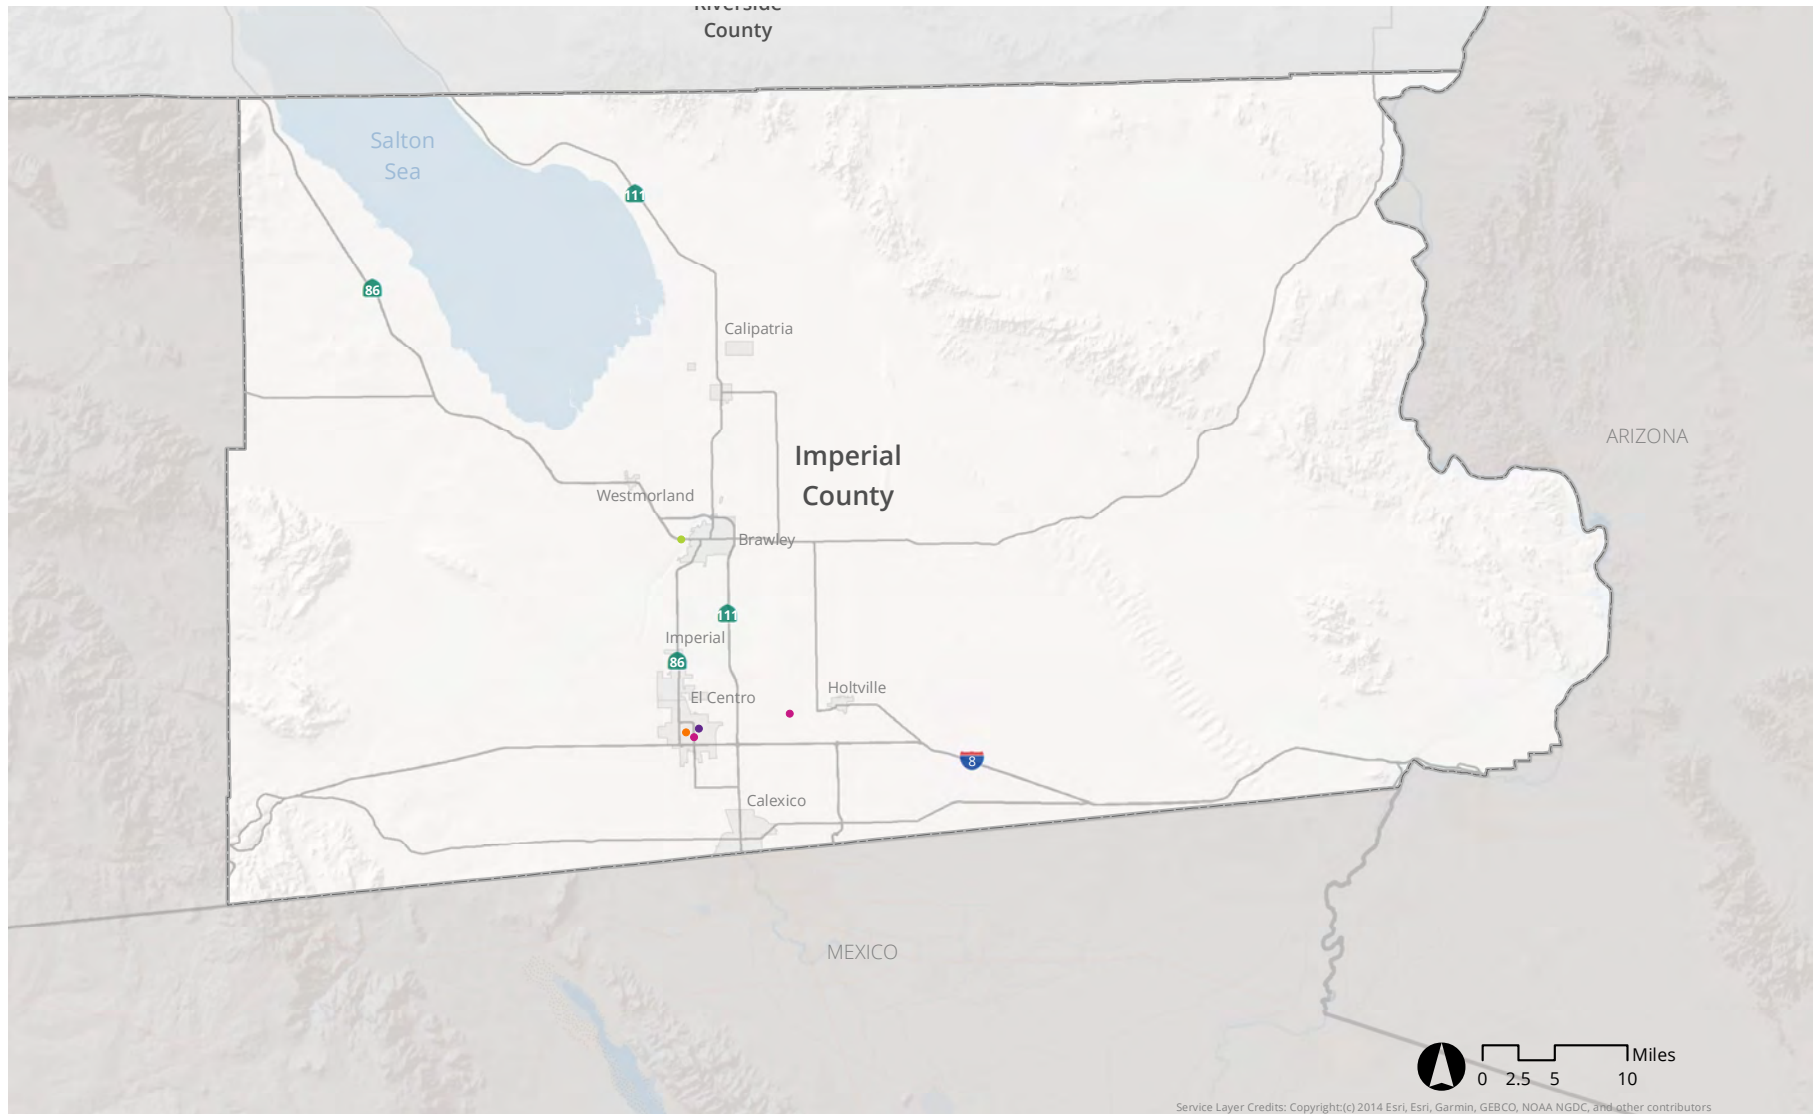 Riverside
County
Salton
Sea
111
86
Calipatria
ARIZONA
Imperial
County
Westmorland
Brawley
111
Imperial
86
El Centro
Holtville
8
Calexico
MEXICO
Miles
0 2.5 5 10
Service Layer Credits: Copyright:(c) 2014 Esri, Esri, Garmin, GEBCO, NOAA NGDC, and other contributors